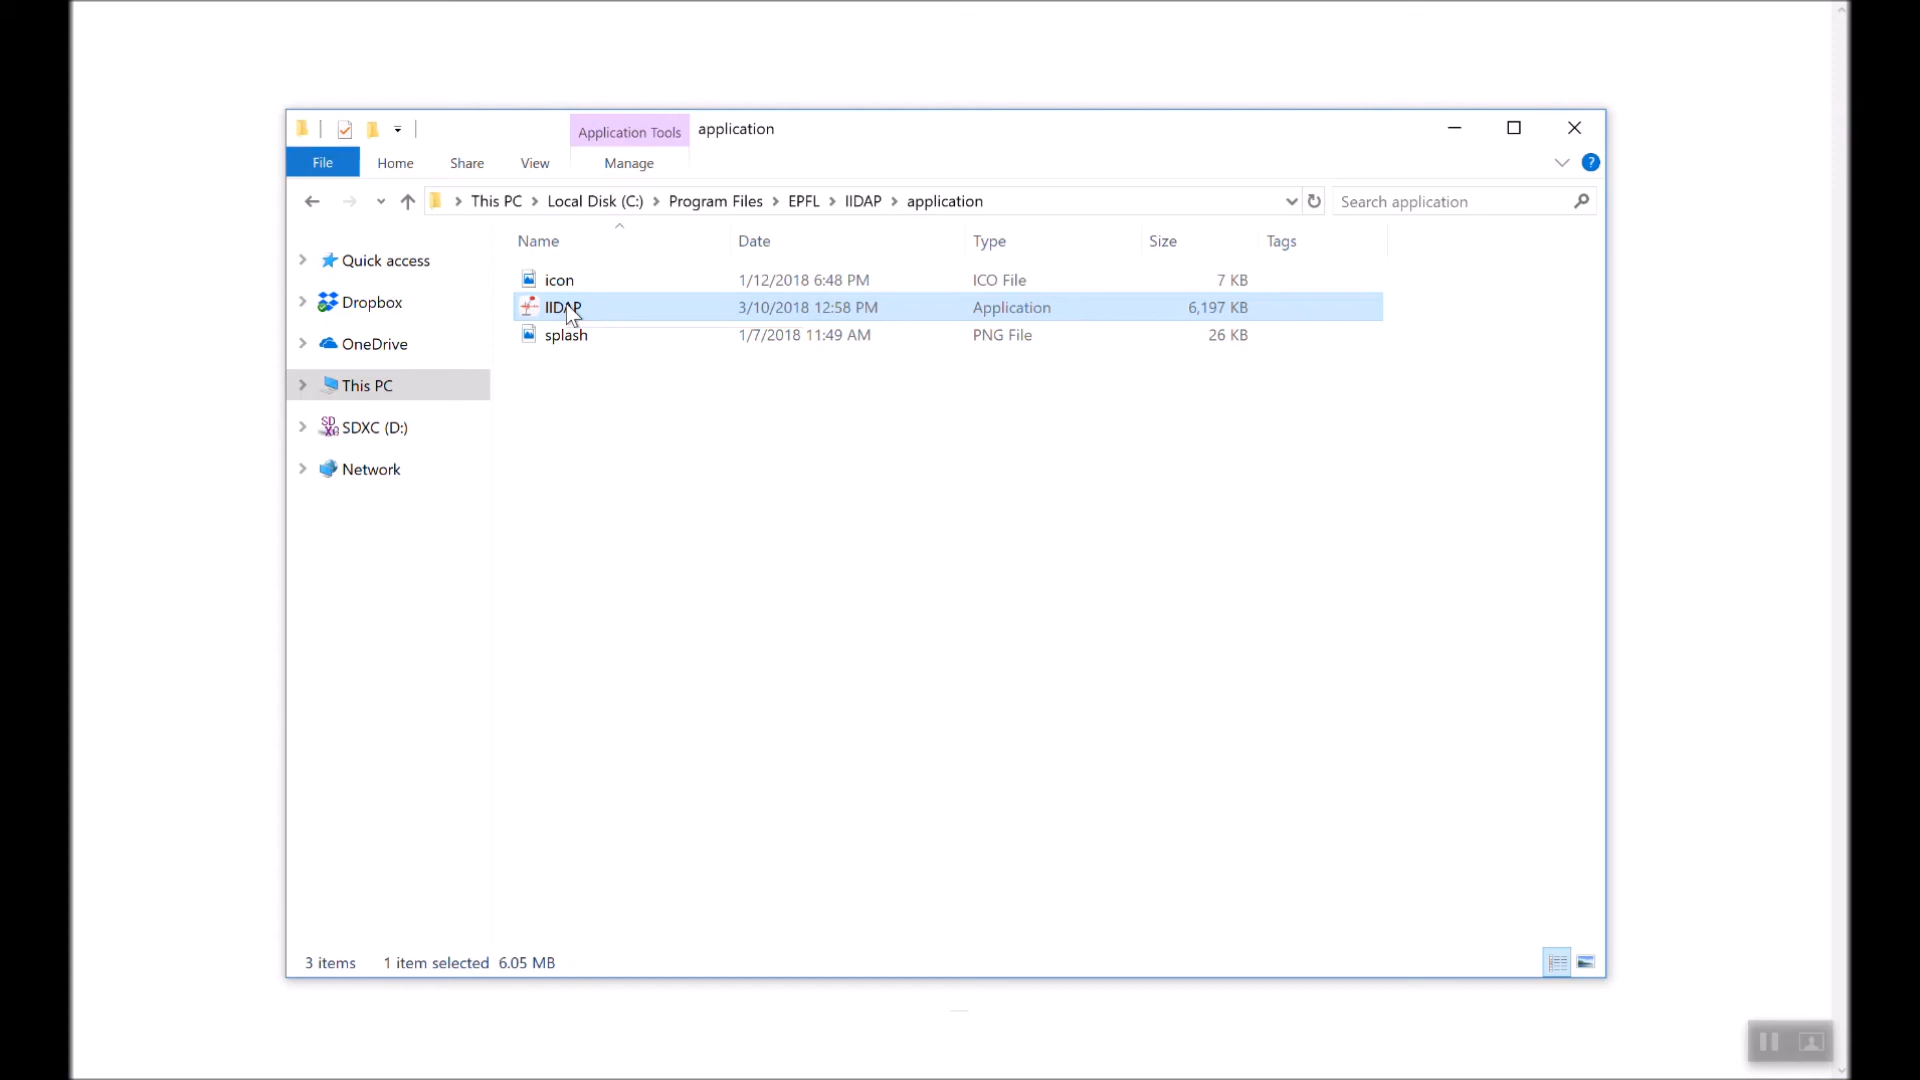 Application Tools application
File Home Share View Manage ?
This PC Local Disk (C:) Program Files EPFL IIDAP application Search application
Name Date Type Size Tags
Quick access
Dropbox
OneDrive
This PC
SDXC (D:)
Network
icon 1/12/2018 6:48 PM ICO File 7 KB
IIDAP 3/10/2018 12:58 PM Application 6,197 KB
splash 1/7/2018 11:49 AM PNG File 26 KB
3 items 1 item selected 6.05 MB